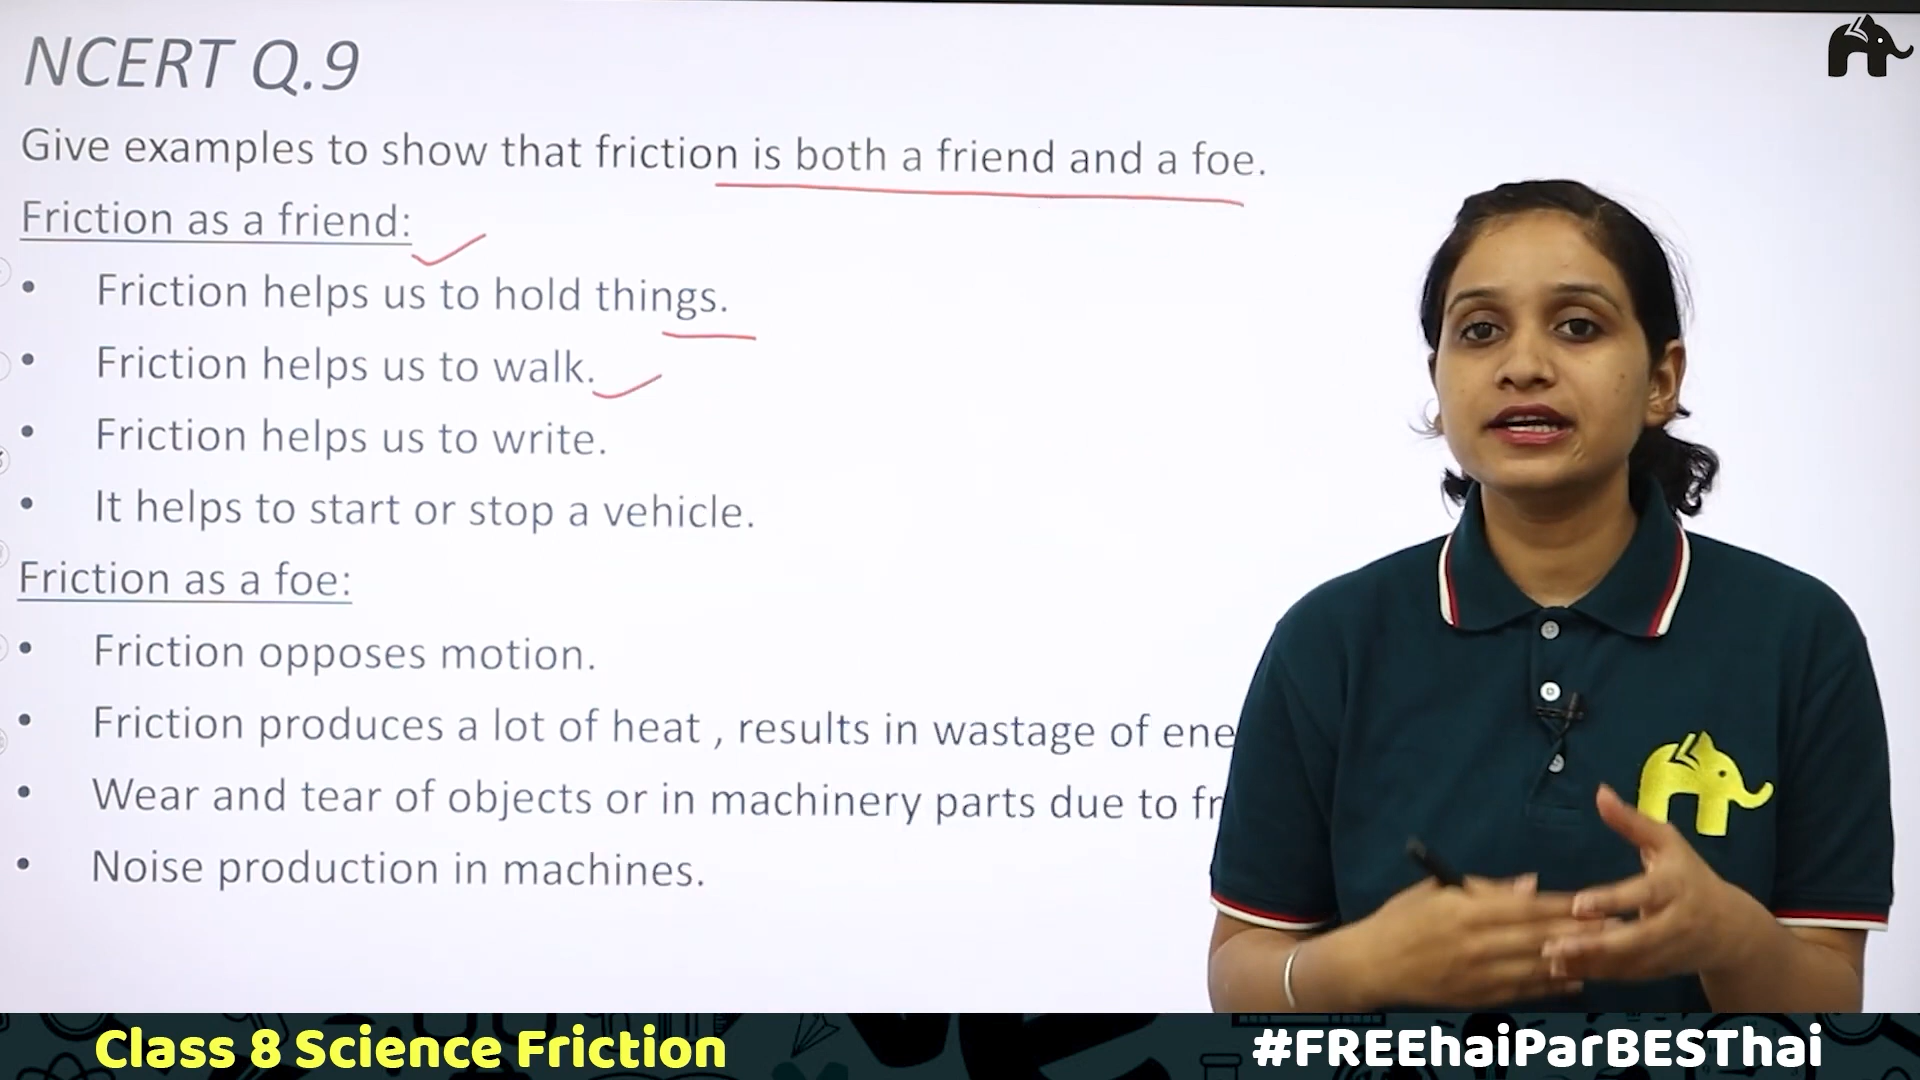 NCERT Q.9
Give examples to show that friction is both a friend and a foe.
Friction as a friend:
• Friction helps us to hold things.
• Friction helps us to walk.
• Friction helps us to write.
• It helps to start or stop a vehicle.
Friction as a foe:
• Friction opposes motion.
• Friction produces a lot of heat , results in wastage of ene
• Wear and tear of objects or in machinery parts due to fr
• Noise production in machines.
Class 8 Science Friction
#FREEhaiParBESThai